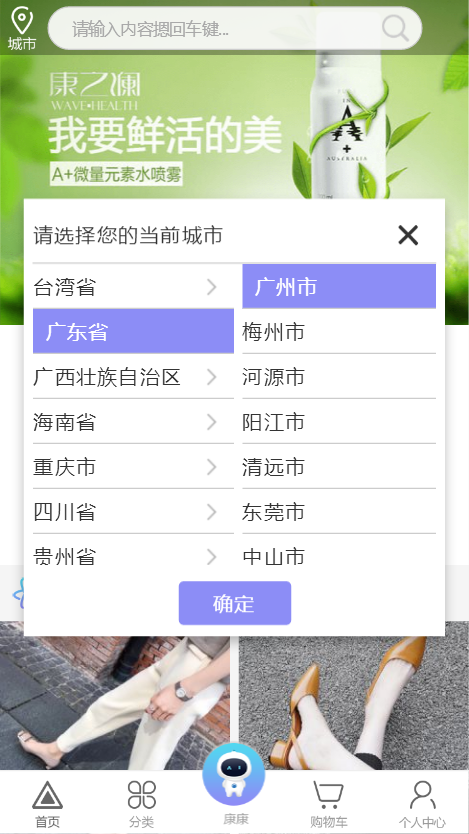 城市
请输入内容摁回车键...
康之澜
WAVE·HEALTH
我要鲜活的美
A+微量元素水喷雾
A
+
AUSTRALIA
请选择您的当前城市
台湾省
广州市
广东省
梅州市
广西壮族自治区
河源市
海南省
阳江市
重庆市
清远市
四川省
东莞市
贵州省
中山市
确定
首页
分类
康康
购物车
个人中心